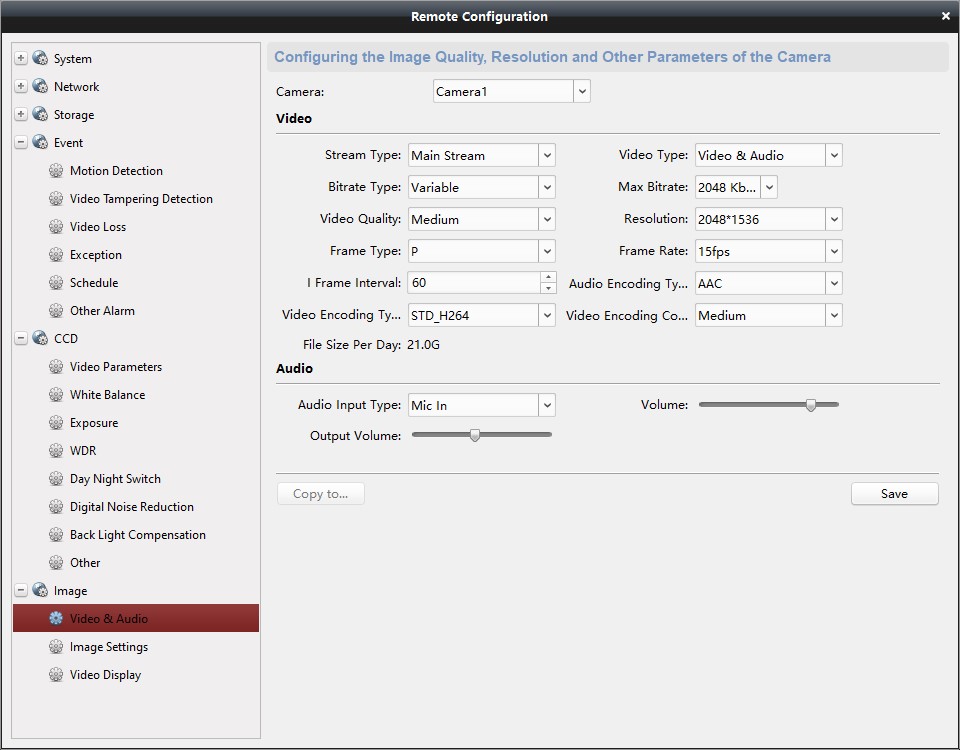 Remote Configuration
System
Network
Storage
Event
Motion Detection
Video Tampering Detection
Video Loss
Exception
Schedule
Other Alarm
CCD
Video Parameters
White Balance
Exposure
WDR
Day Night Switch
Digital Noise Reduction
Back Light Compensation
Other
Image
Video & Audio
Image Settings
Video Display
Configuring the Image Quality, Resolution and Other Parameters of the Camera
Camera: Camera1
Video
Stream Type: Main Stream Video Type: Video & Audio
Bitrate Type: Variable Max Bitrate: 2048 Kb...
Video Quality: Medium Resolution: 2048*1536
Frame Type: P Frame Rate: 15fps
I Frame Interval: 60 Audio Encoding Ty... AAC
Video Encoding Ty... STD_H264 Video Encoding Co... Medium
File Size Per Day: 21.0G
Audio
Audio Input Type: Mic In Volume:
Output Volume:
Copy to... Save